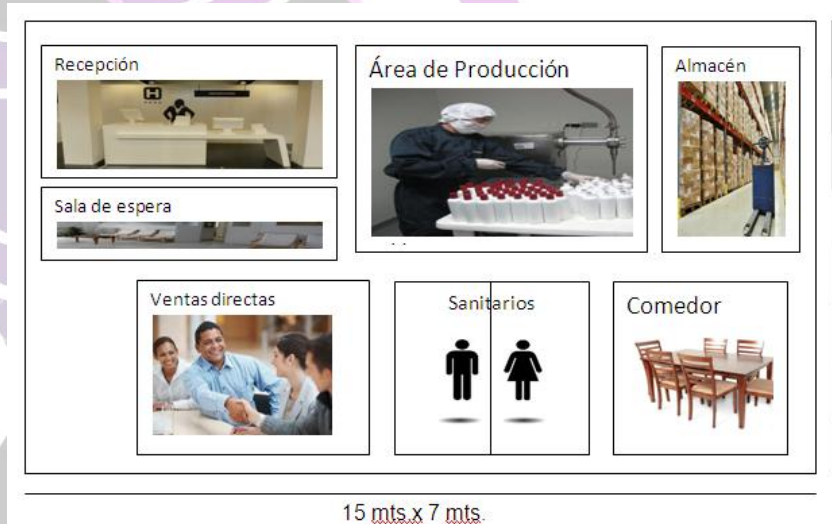 Recepción
Área de Producción
Almacén
Sala de espera
Ventas directas
Sanitarios
Comedor
15 mts.x 7 mts.